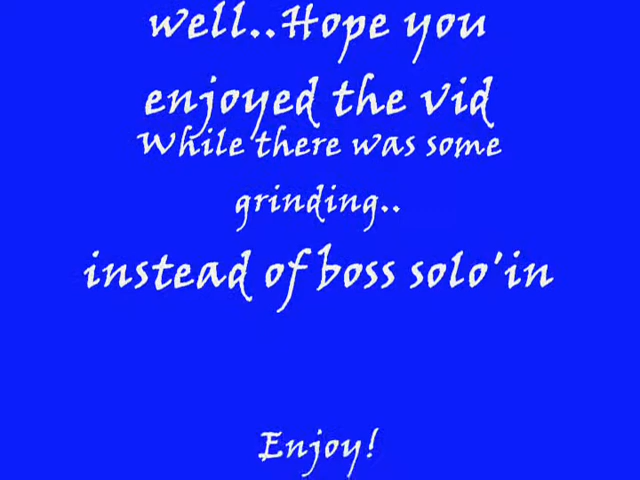 well..Hope you
enjoyed the vid
While there was some
grinding..
instead of boss solo'in
Enjoy!